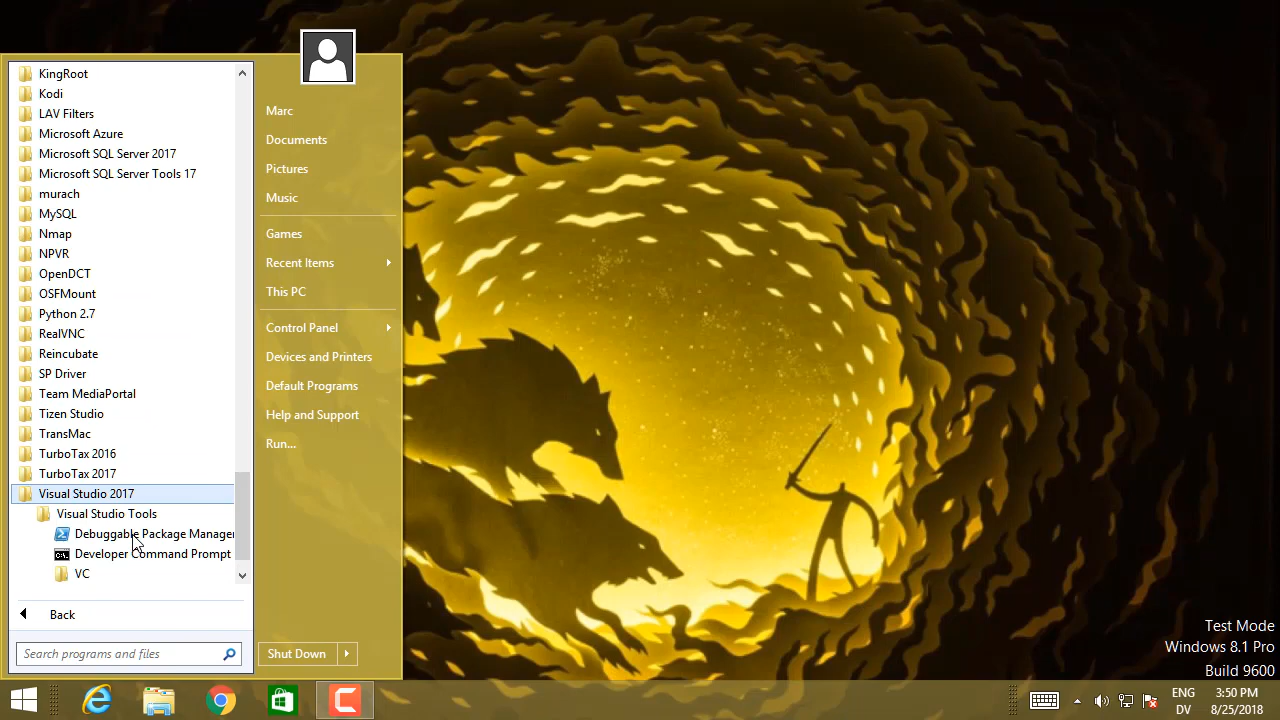 KingRoot
Kodi
LAV Filters
Microsoft Azure
Microsoft SQL Server 2017
Microsoft SQL Server Tools 17
murach
MySQL
Nmap
NPVR
OpenDCT
OSFMount
Python 2.7
RealVNC
Reincubate
SP Driver
Team MediaPortal
Tizen Studio
TransMac
TurboTax 2016
TurboTax 2017
Visual Studio 2017
Visual Studio Tools
Debuggable Package Manager
Developer Command Prompt
VC
Back
Search programs and files
Marc
Documents
Pictures
Music
Games
Recent Items
This PC
Control Panel
Devices and Printers
Default Programs
Help and Support
Run...
Shut Down
Test Mode
Windows 8.1 Pro
Build 9600
ENG
DV
3:50 PM
8/25/2018